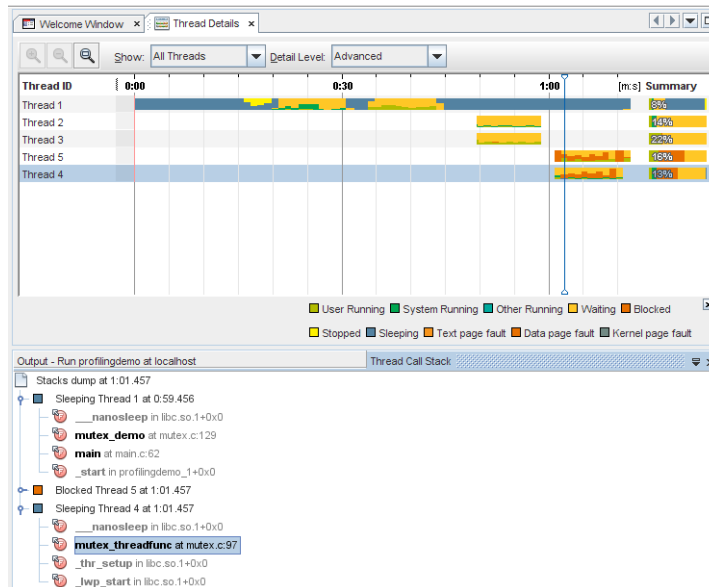 Welcome Window × Thread Details ×
Show: All Threads Detail Level: Advanced
Thread ID 0:00 0:30 1:00 [m:s] Summary
Thread 1 8%
Thread 2 14%
Thread 3 22%
Thread 5 16%
Thread 4 13%
User Running System Running Other Running Waiting Blocked
Stopped Sleeping Text page fault Data page fault Kernel page fault
Output - Run profilingdemo at localhost Thread Call Stack
Stacks dump at 1:01.457
Sleeping Thread 1 at 0:59.456
___nanosleep in libc.so.1+0x0
mutex_demo at mutex.c:129
main at main.c:62
_start in profilingdemo_1+0x0
Blocked Thread 5 at 1:01.457
Sleeping Thread 4 at 1:01.457
___nanosleep in libc.so.1+0x0
mutex_threadfunc at mutex.c:97
_thr_setup in libc.so.1+0x0
_lwp_start in libc.so.1+0x0